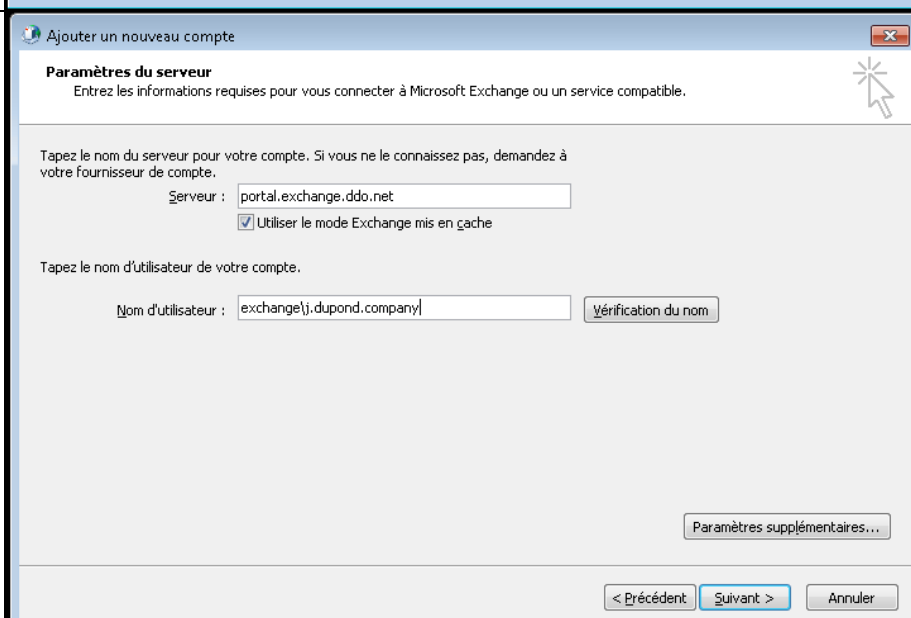 Ajouter un nouveau compte
Paramètres du serveur
Entrez les informations requises pour vous connecter à Microsoft Exchange ou un service compatible.
Tapez le nom du serveur pour votre compte. Si vous ne le connaissez pas, demandez à
votre fournisseur de compte.
Serveur : portal.exchange.ddo.net
Utiliser le mode Exchange mis en cache
Tapez le nom d'utilisateur de votre compte.
Nom d'utilisateur : exchange\j.dupond.company Vérification du nom
Paramètres supplémentaires...
< Précédent Suivant > Annuler